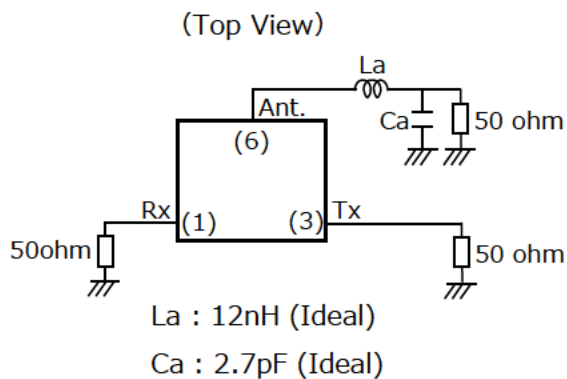 (Top View)
La
Ant.
Ca
50 ohm
(6)
Rx
(1)
(3)
Tx
50ohm
50 ohm
La : 12nH (Ideal)
Ca : 2.7pF (Ideal)